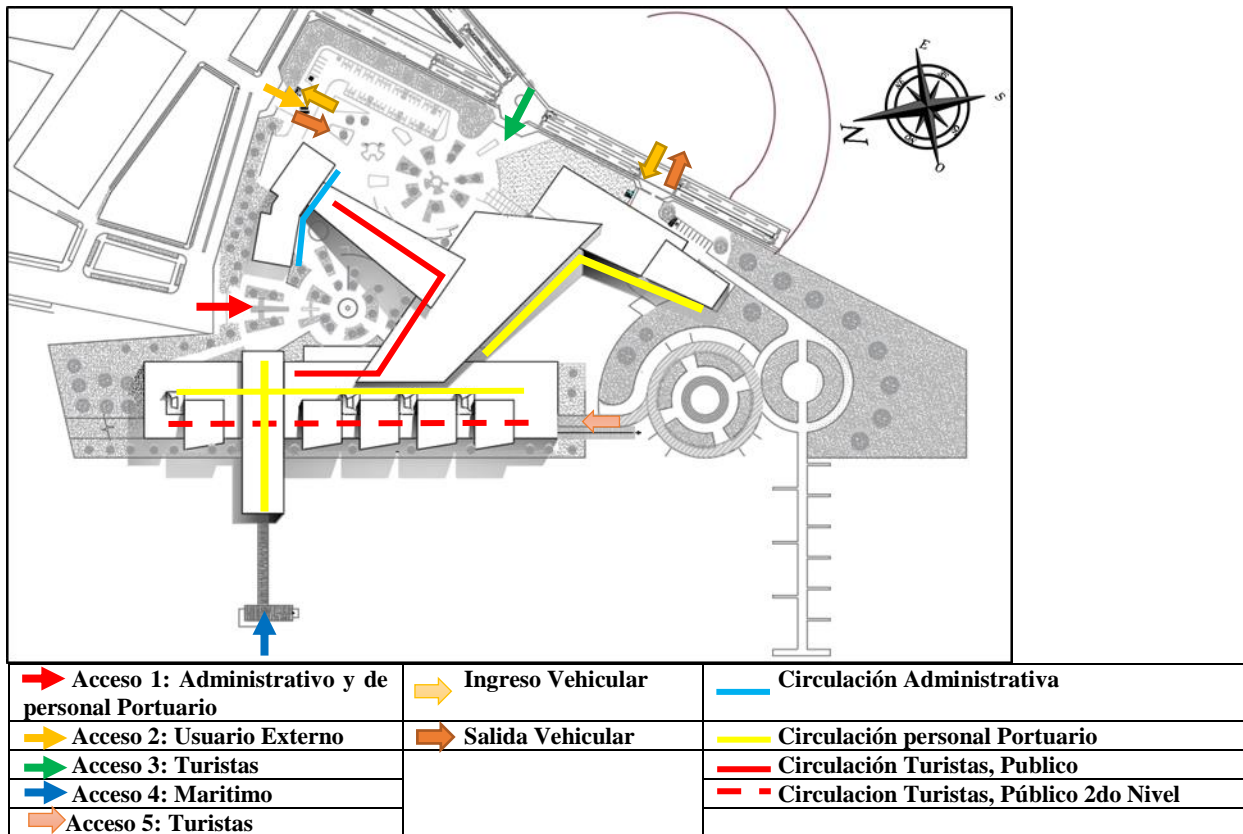 E
S
N
O
Acceso 1: Administrativo y de
personal Portuario
Ingreso Vehicular
Circulación Administrativa
Acceso 2: Usuario Externo
Salida Vehicular
Circulación personal Portuario
Acceso 3: Turistas
Circulación Turistas, Publico
Acceso 4: Maritimo
Circulacion Turistas, Público 2do Nivel
Acceso 5: Turistas